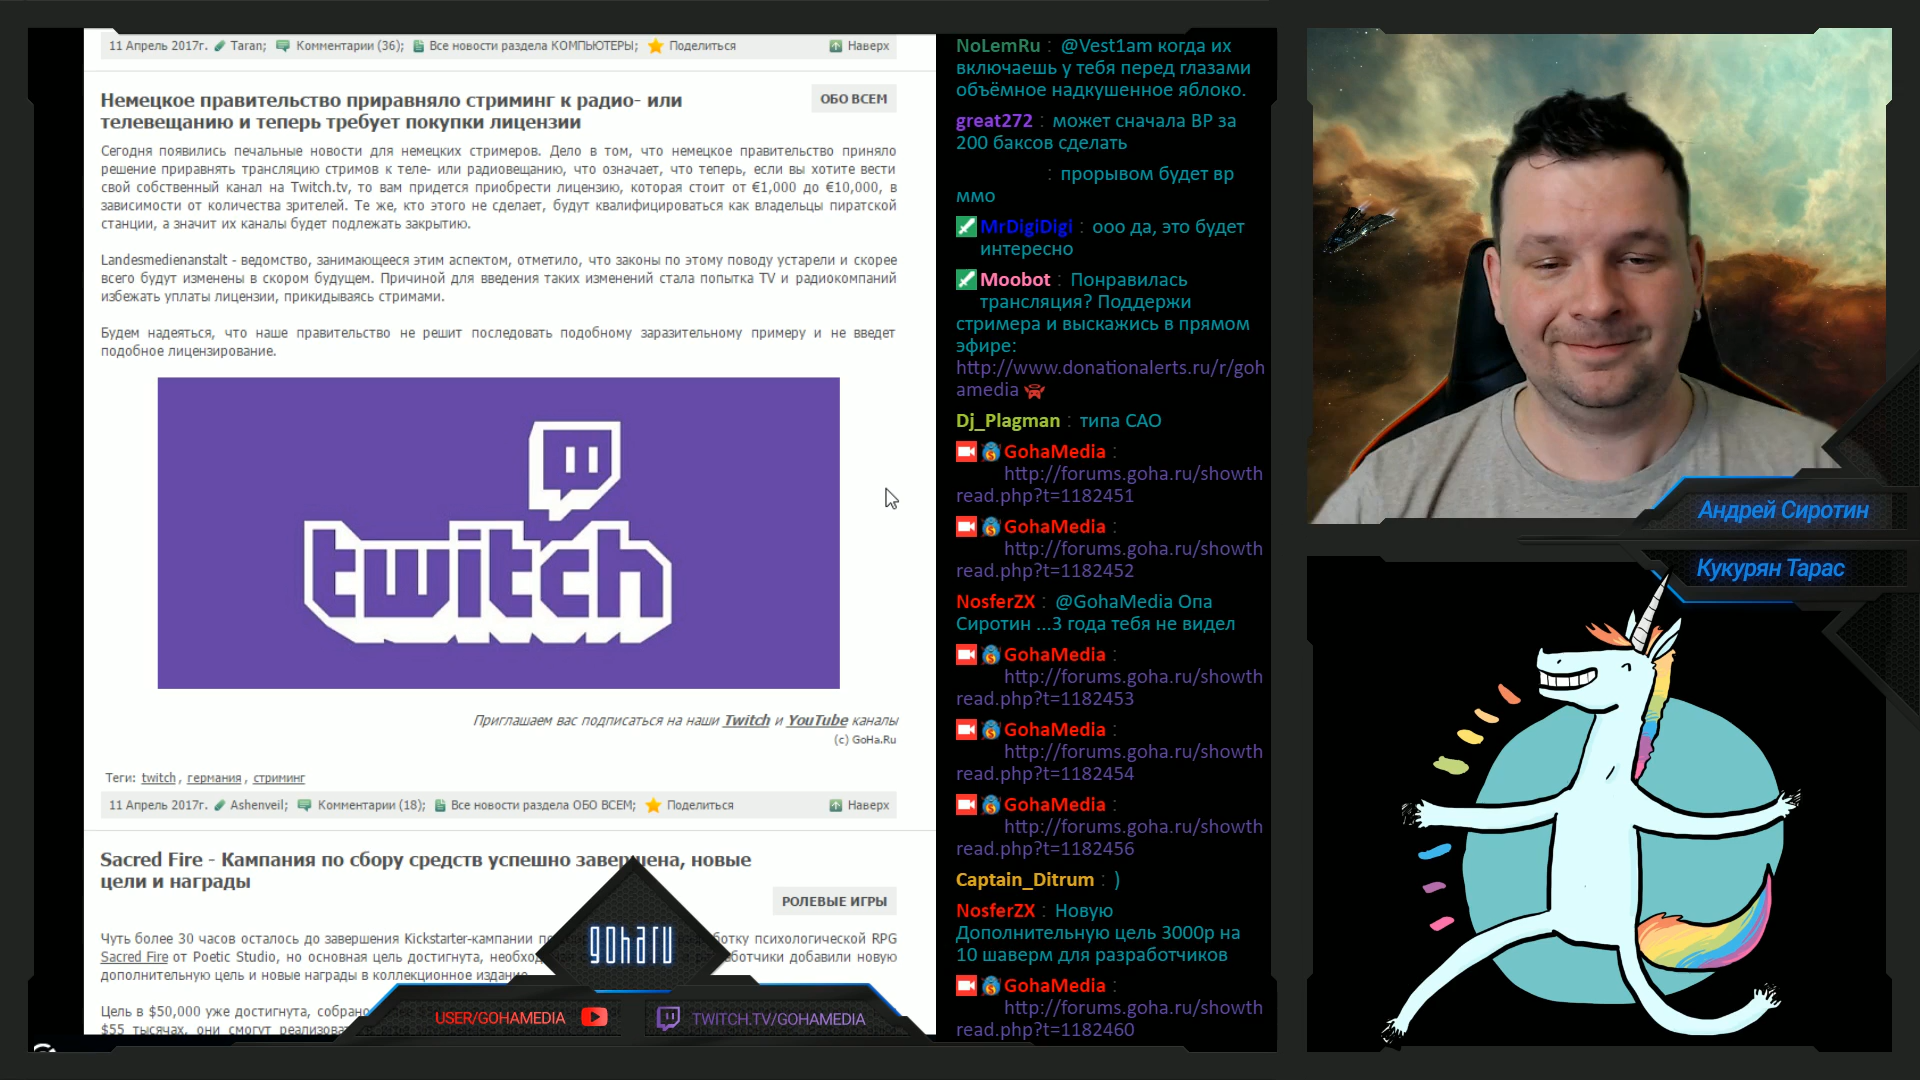 11 Апрель 2017г. Taran; Комментарии (36); Все новости раздела КОМПЬЮТЕРЫ; Поделиться Наверх
Немецкое правительство приравняло стриминг к радио- или
телевещанию и теперь требует покупки лицензии
ОБО ВСЕМ
Сегодня появились печальные новости для немецких стримеров. Дело в том, что немецкое правительство приняло
решение приравнять трансляцию стримов к теле- или радиовещанию, что означает, что теперь, если вы хотите вести
свой собственный канал на Twitch.tv, то вам придется приобрести лицензию, которая стоит от €1,000 до €10,000, в
зависимости от количества зрителей. Те же, кто этого не сделает, будут квалифицироваться как владельцы пиратской
станции, а значит их каналы будет подлежать закрытию.
Landesmedienanstalt - ведомство, занимающееся этим аспектом, отметило, что законы по этому поводу устарели и скорее
всего будут изменены в скором будущем. Причиной для введения таких изменений стала попытка TV и радиокомпаний
избежать уплаты лицензии, прикидываясь стримами.
Будем надеяться, что наше правительство не решит последовать подобному заразительному примеру и не введет
подобное лицензирование.
twitch
Приглашаем вас подписаться на наши Twitch и YouTube каналы
(c) GoHa.Ru
Теги: twitch , германия , стриминг
11 Апрель 2017г. Ashenveil; Комментарии (18); Все новости раздела ОБО ВСЕМ; Поделиться Наверх
Sacred Fire - Кампания по сбору средств успешно завершена, новые
цели и награды
РОЛЕВЫЕ ИГРЫ
Чуть более 30 часов осталось до завершения Kickstarter-кампании психологической RPG
Sacred Fire от Poetic Studio, но основная цель достигнута, добавили новую
дополнительную цель и новые награды в коллекционное издание.
Цель в $50,000 уже достигнута,
$55 тысячах, они смогут
goharu
USER/GOHAMEDIA
TWITCH.TV/GOHAMEDIA
NoLemRu : @Vest1am когда их
включаешь у тебя перед глазами
объёмное надкушенное яблоко.
great272 : может сначала ВР за
200 баксов сделать
: прорывом будет вр
ммо
MrDigiDigi : ооо да, это будет
интересно
Moobot : Понравилась
трансляция? Поддержи
стримера и выскажись в прямом
эфире:
http://www.donationalerts.ru/r/goh
amedia
Dj_Plagman : типа САО
GohaMedia :
http://forums.goha.ru/showth
read.php?t=1182451
GohaMedia :
http://forums.goha.ru/showth
read.php?t=1182452
NosferZX : @GohaMedia Опа
Сиротин ...3 года тебя не видел
GohaMedia :
http://forums.goha.ru/showth
read.php?t=1182453
GohaMedia :
http://forums.goha.ru/showth
read.php?t=1182454
GohaMedia :
http://forums.goha.ru/showth
read.php?t=1182456
Captain_Ditrum : )
NosferZX : Новую
Дополнительную цель 3000р на
10 шаверм для разработчиков
GohaMedia :
http://forums.goha.ru/showth
read.php?t=1182460
Андрей Сиротин
Кукурян Тарас